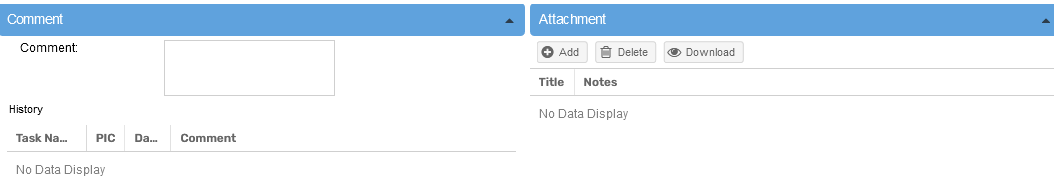 Comment
Comment:
History
Task Na... PIC Da... Comment
No Data Display
Attachment
Add Delete Download
Title Notes
No Data Display